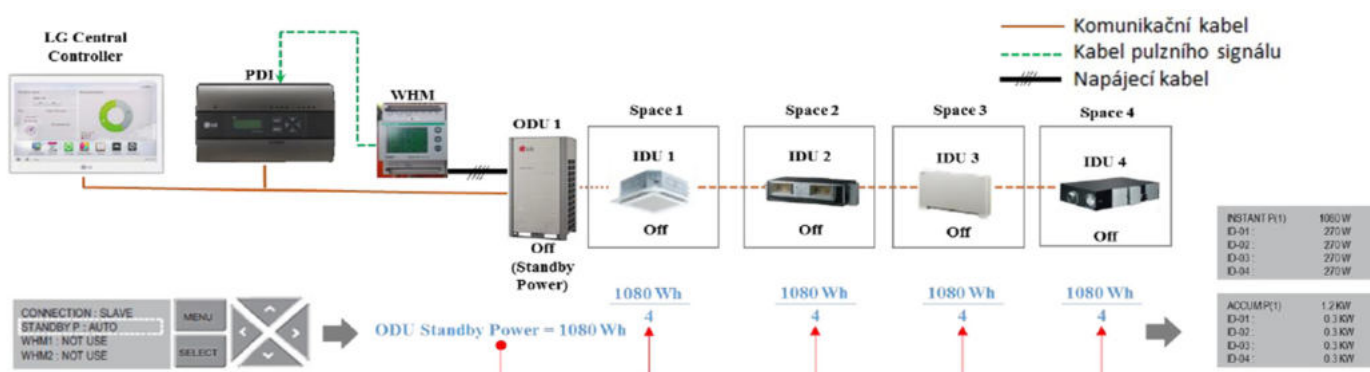 Komunikační kabel
Kabel pulzního signálu
Napájecí kabel
LG Central
Controller
PDI
WHM
ODU 1
Off
(Standby
Power)
Space 1
IDU 1
Off
Space 2
IDU 2
Off
Space 3
IDU 3
Off
Space 4
IDU 4
Off
CONNECTION : SLAVE
STANDBY P : AUTO
WHM1 : NOT USE
WHM2 : NOT USE
MENU
SELECT
ODU Standby Power = 1080 Wh
1080 Wh
4
1080 Wh
4
1080 Wh
4
1080 Wh
4
INSTANT P(1) 1080 W
ID-01 : 270 W
ID-02 : 270 W
ID-03 : 270 W
ID-04 : 270 W
ACCUM P(1) 1.2 KW
ID-01 : 0.3 KW
ID-02 : 0.3 KW
ID-03 : 0.3 KW
ID-04 : 0.3 KW